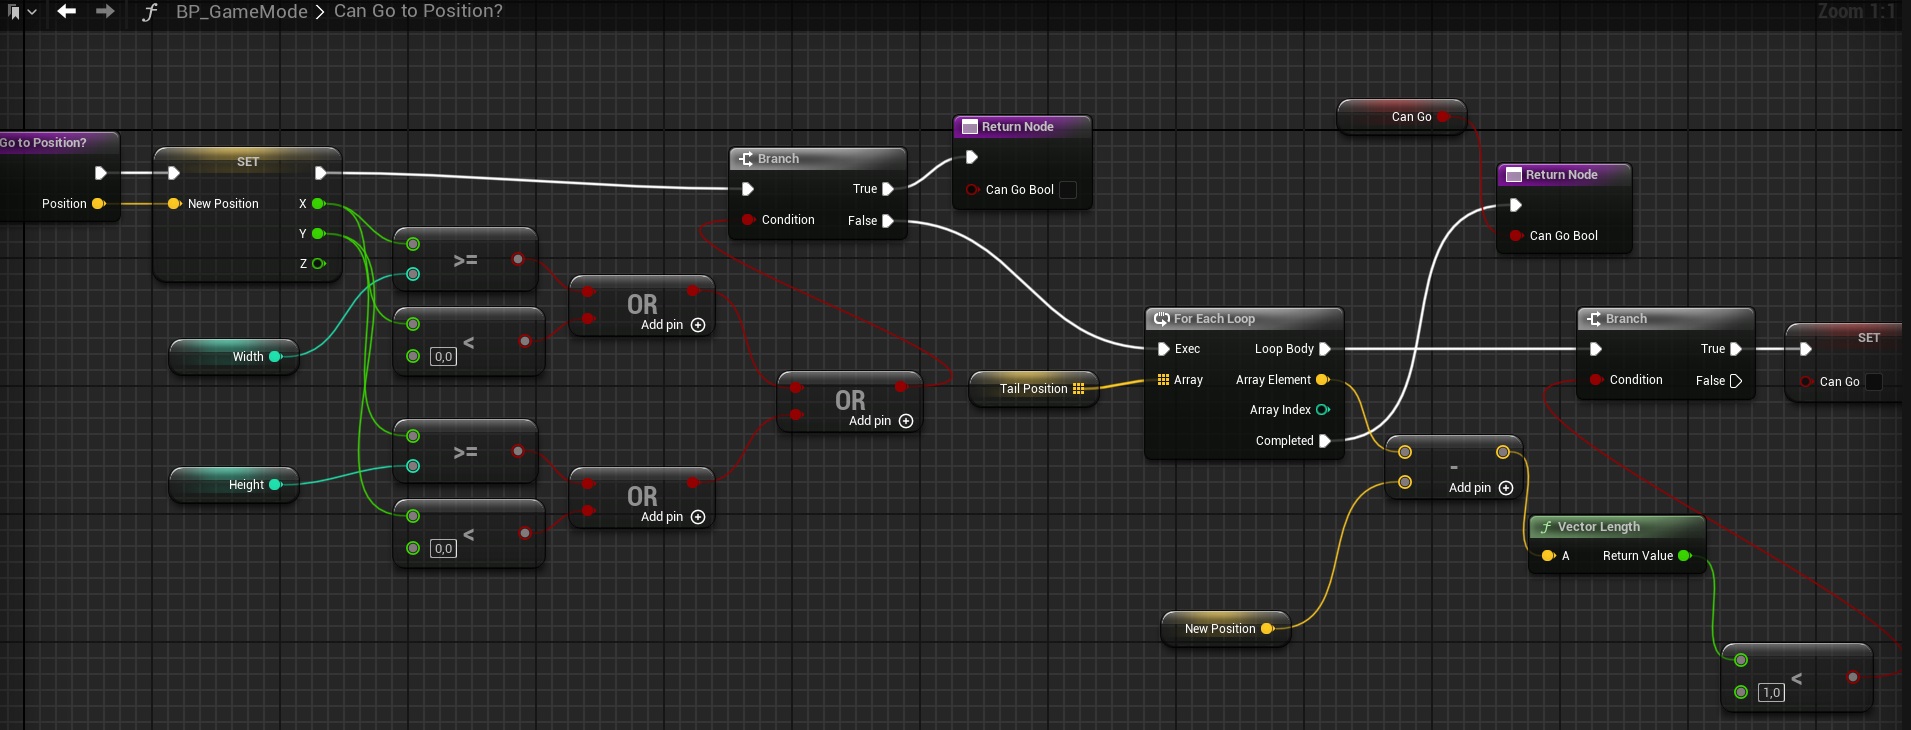 BP_GameMode > Can Go to Position?
Zoom 1:1
Go to Position?
Position
SET
New Position
X
Y
Z
Width
Height
>=
<
0,0
>=
<
0,0
OR
Add pin
OR
Add pin
OR
Add pin
Branch
True
Condition
False
Return Node
Can Go Bool
Tail Position
For Each Loop
Exec
Loop Body
Array
Array Element
Array Index
Completed
Can Go
Return Node
Can Go Bool
Branch
True
Condition
False
SET
Can Go
-
Add pin
Vector Length
A
Return Value
New Position
<
1,0